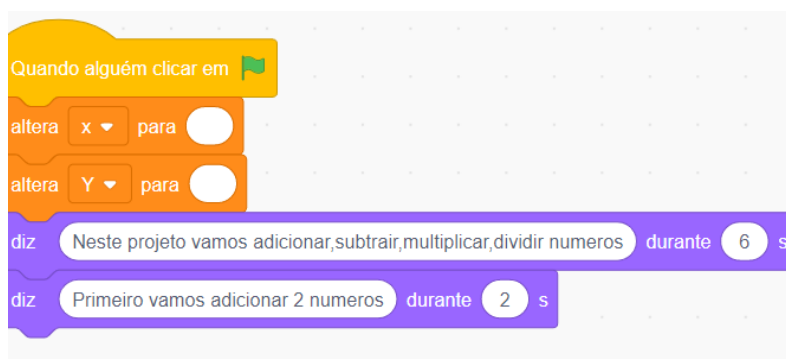 Quando alguém clicar em
altera x para
altera Y para
diz Neste projeto vamos adicionar,subtrair,multiplicar,dividir numeros durante 6 s
diz Primeiro vamos adicionar 2 numeros durante 2 s